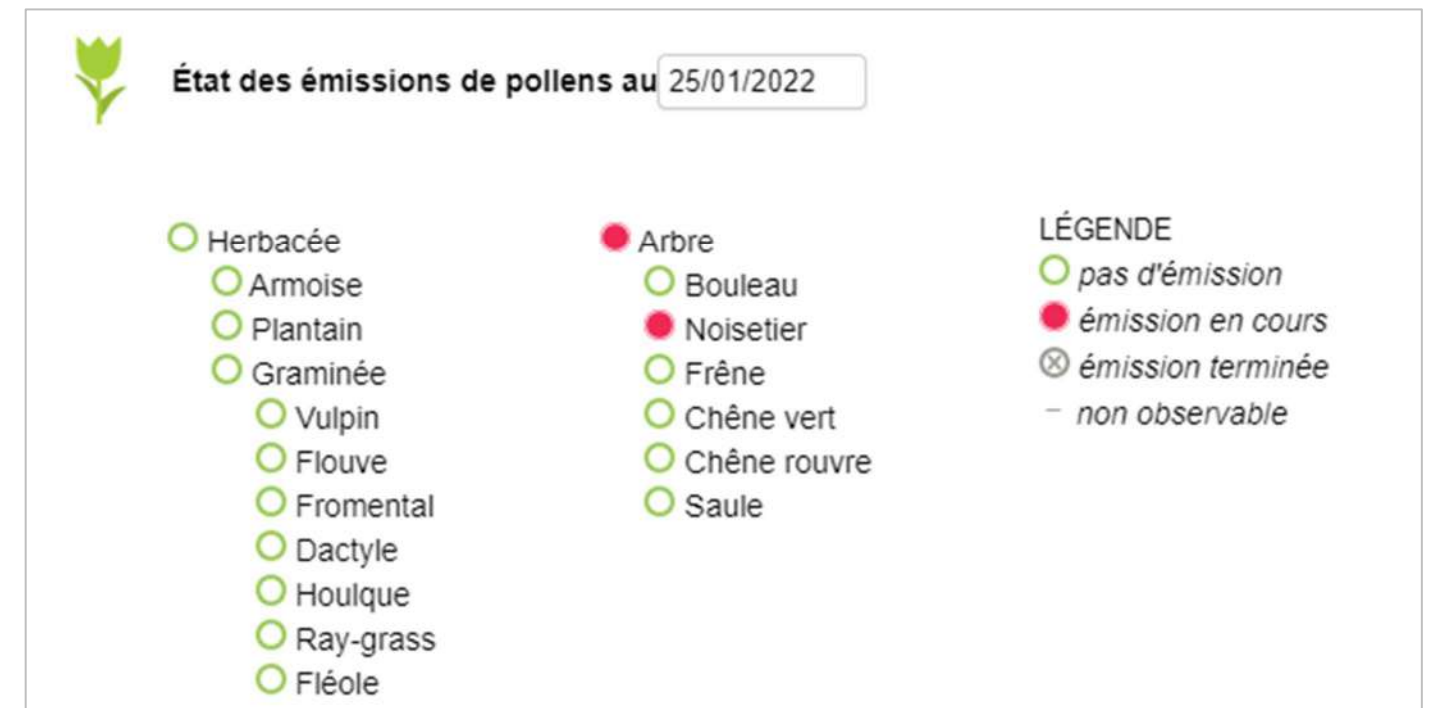 État des émissions de pollens au 25/01/2022
Herbacée
Armoise
Plantain
Graminée
Vulpin
Flouve
Fromental
Dactyle
Houlque
Ray-grass
Fléole
Arbre
Bouleau
Noisetier
Frêne
Chêne vert
Chêne rouvre
Saule
LÉGENDE
pas d'émission
émission en cours
émission terminée
– non observable